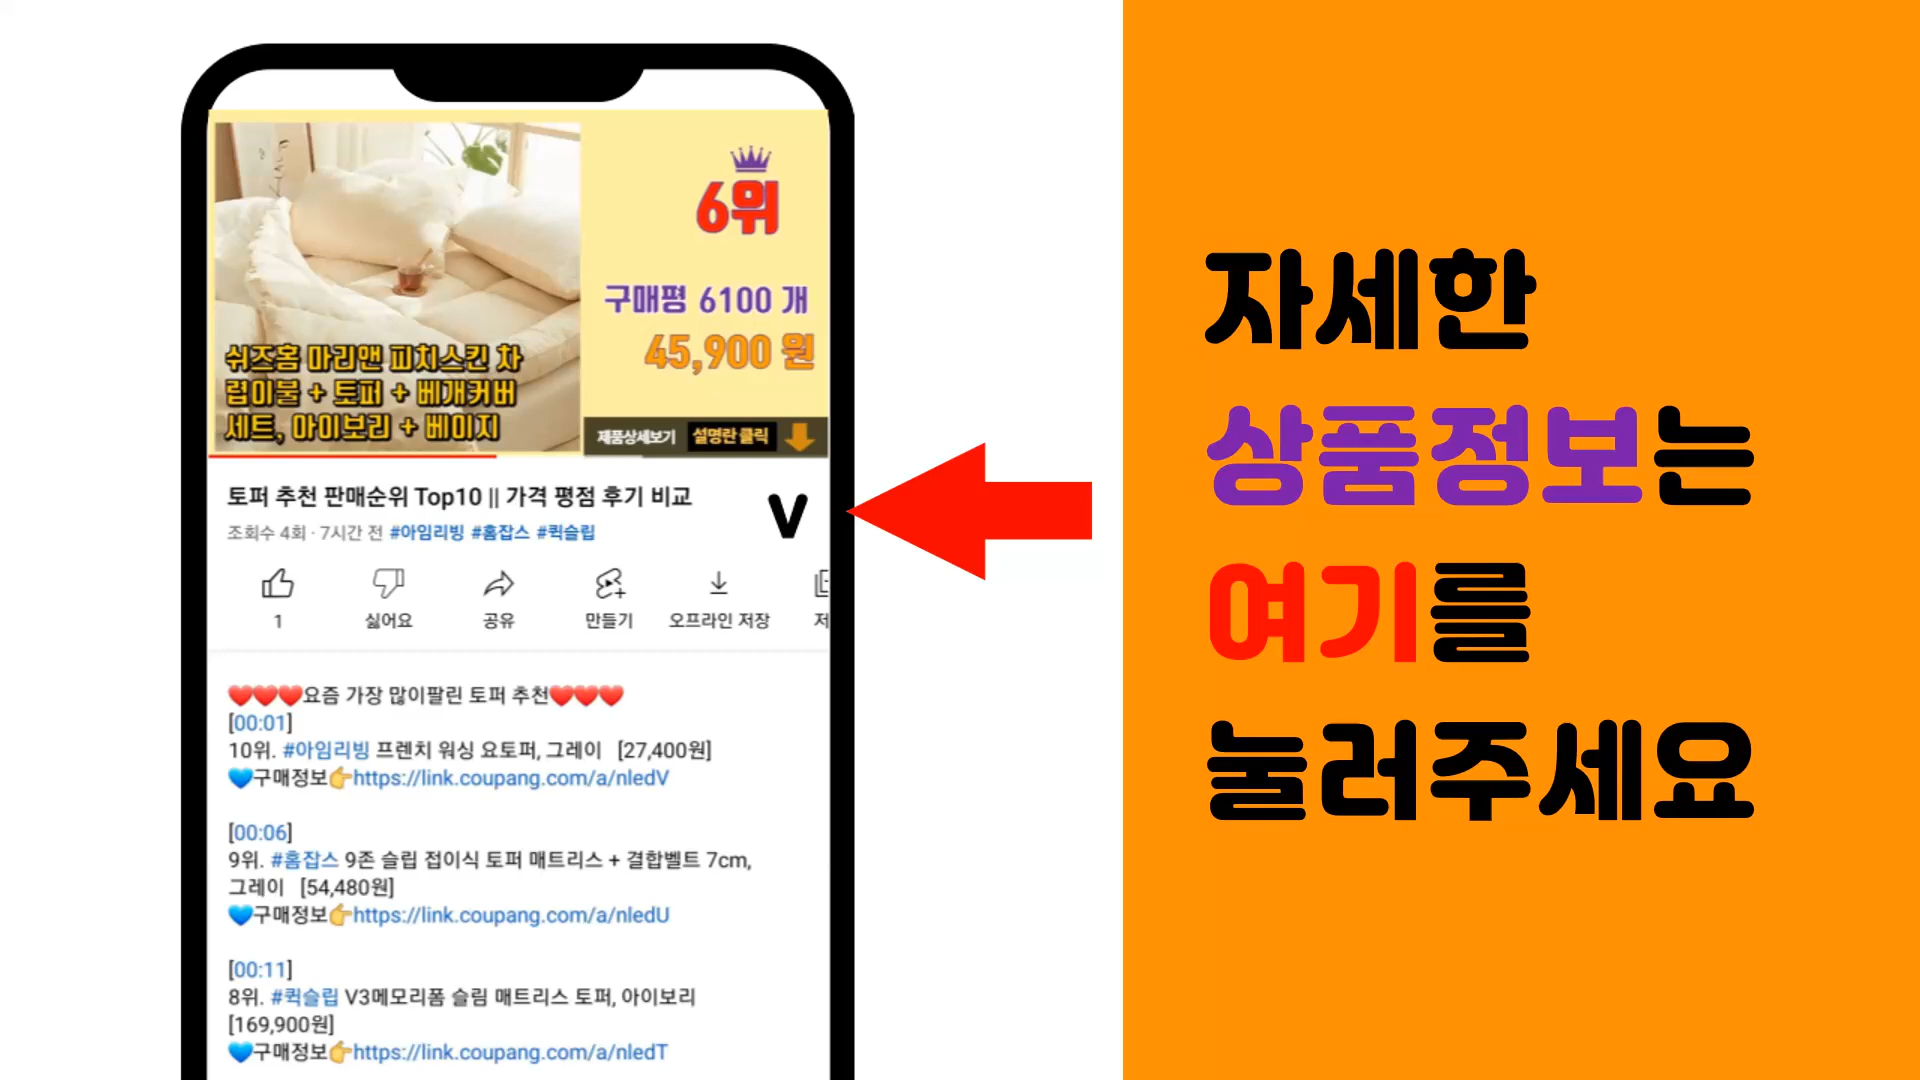 6위
구매평 6100 개
45,900 원
쉬즈홈 마리앤 피치스킨 차
렵이불 + 토퍼 + 베개커버
세트, 아이보리 + 베이지
제품상세보기 설명란 클릭
토퍼 추천 판매순위 Top10 || 가격 평점 후기 비교
V
조회수 4회 · 7시간 전 #아임리빙 #홈잡스 #퀵슬립
1 싫어요 공유 만들기 오프라인 저장 저
❤️❤️❤️요즘 가장 많이팔린 토퍼 추천❤️❤️❤️
[00:01]
10위. #아임리빙 프렌치 워싱 요토퍼, 그레이 [27,400원]
💙구매정보👉https://link.coupang.com/a/nledV
[00:06]
9위. #홈잡스 9존 슬립 접이식 토퍼 매트리스 + 결합벨트 7cm,
그레이 [54,480원]
💙구매정보👉https://link.coupang.com/a/nledU
[00:11]
8위. #퀵슬립 V3메모리폼 슬림 매트리스 토퍼, 아이보리
[169,900원]
💙구매정보👉https://link.coupang.com/a/nledT
자세한
상품정보는
여기를
눌러주세요